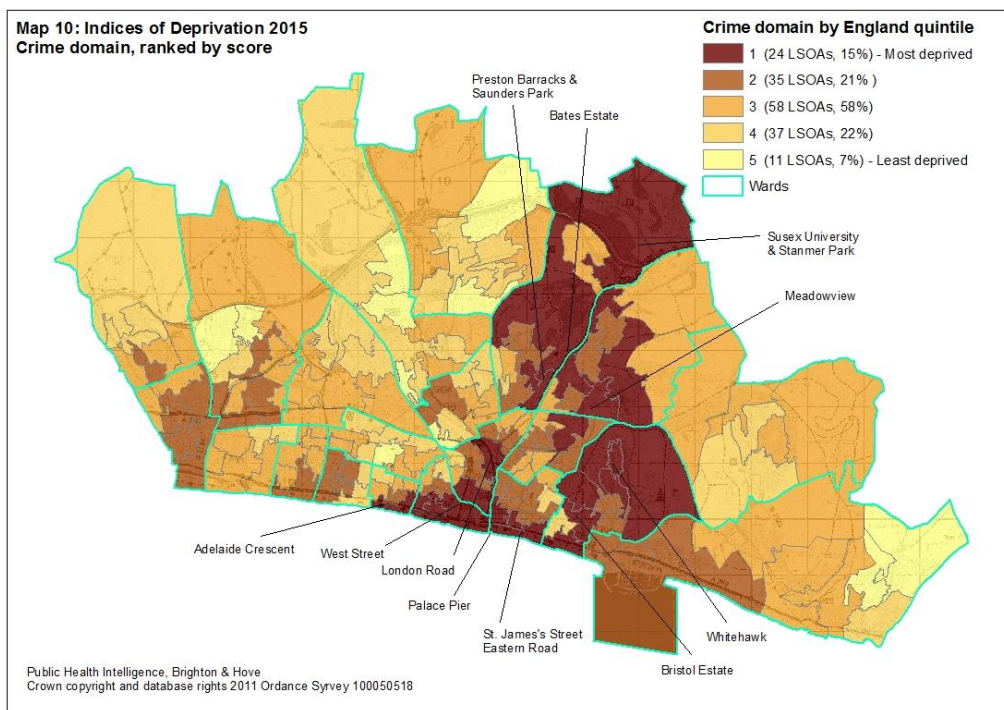 Map 10: Indices of Deprivation 2015
Crime domain, ranked by score
Crime domain by England quintile
1 (24 LSOAs, 15%) - Most deprived
2 (35 LSOAs, 21% )
3 (58 LSOAs, 58%)
4 (37 LSOAs, 22%)
5 (11 LSOAs, 7%) - Least deprived
Wards
Preston Barracks &
Saunders Park
Bates Estate
Susex University
& Stanmer Park
Meadowview
Adelaide Crescent
West Street
London Road
Palace Pier
St. James's Street
Eastern Road
Whitehawk
Bristol Estate
Public Health Intelligence, Brighton & Hove
Crown copyright and database rights 2011 Ordance Syrvey 100050518